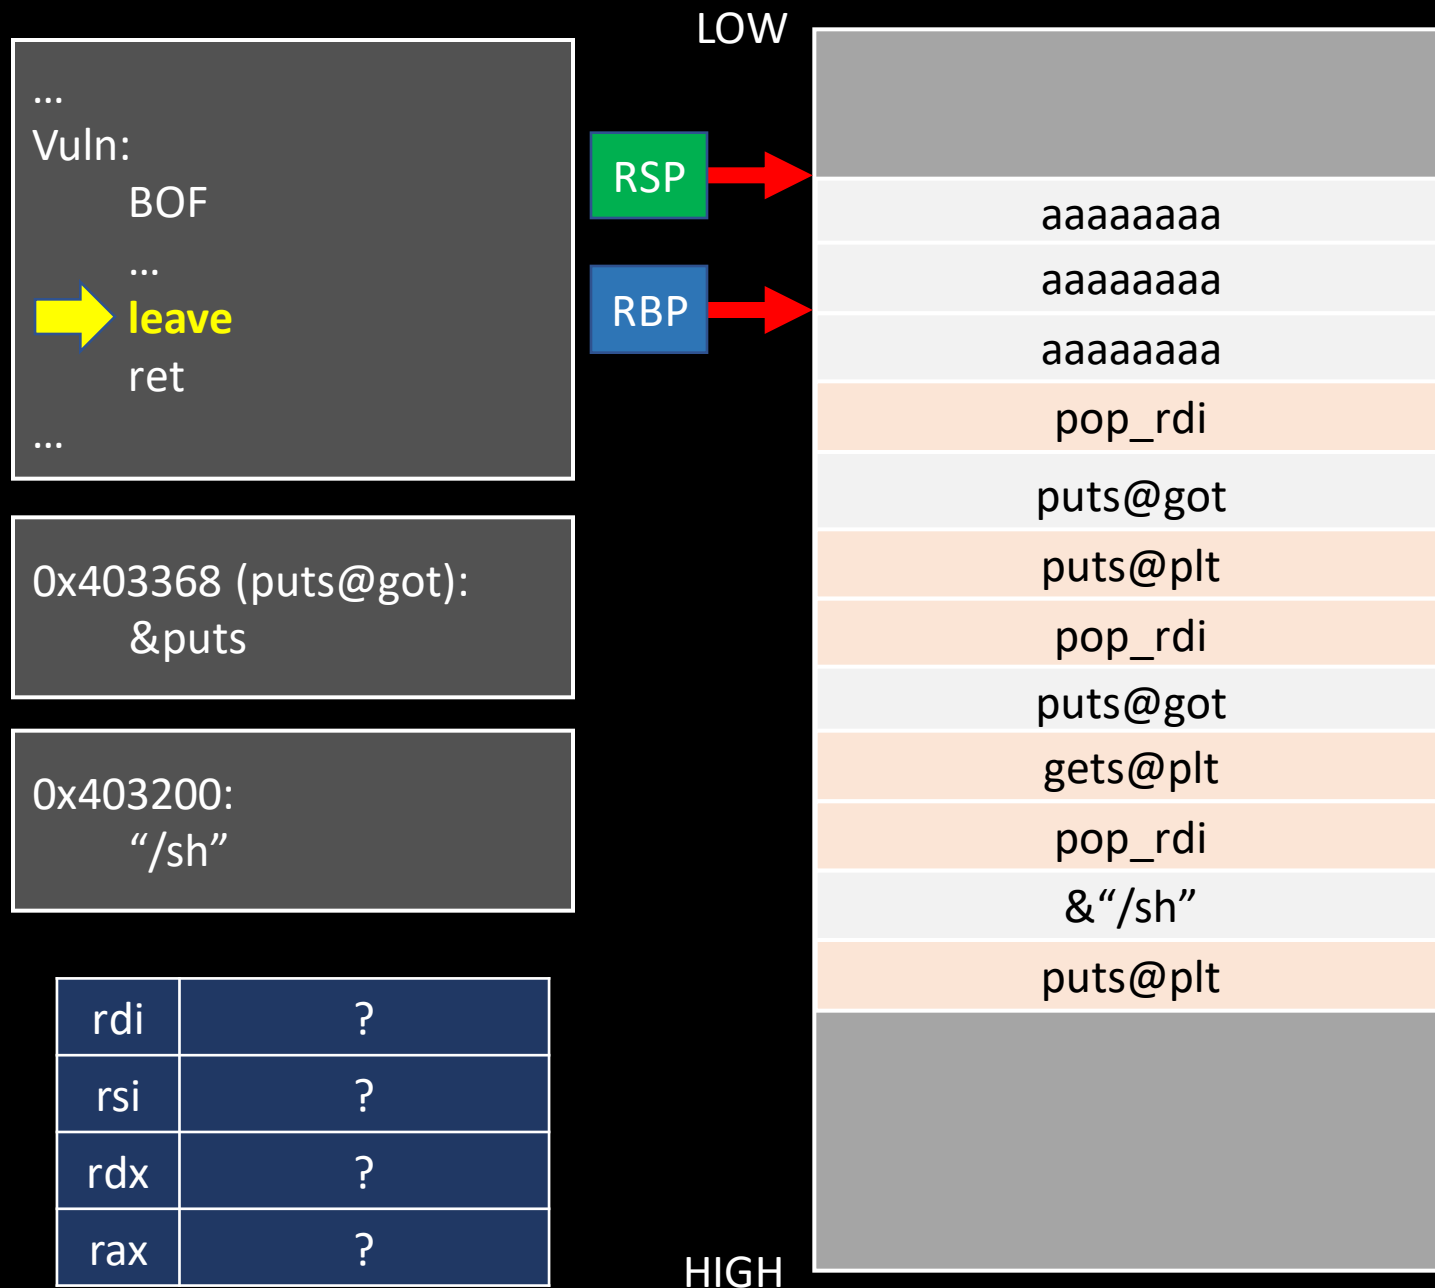 LOW
…
Vuln:
BOF
…
leave
ret
…
RSP
RBP
0x403368 (puts@got):
&puts
0x403200:
“/sh”
rdi ?
rsi ?
rdx ?
rax ?
aaaaaaaa
aaaaaaaa
aaaaaaaa
pop_rdi
puts@got
puts@plt
pop_rdi
puts@got
gets@plt
pop_rdi
&“/sh”
puts@plt
HIGH